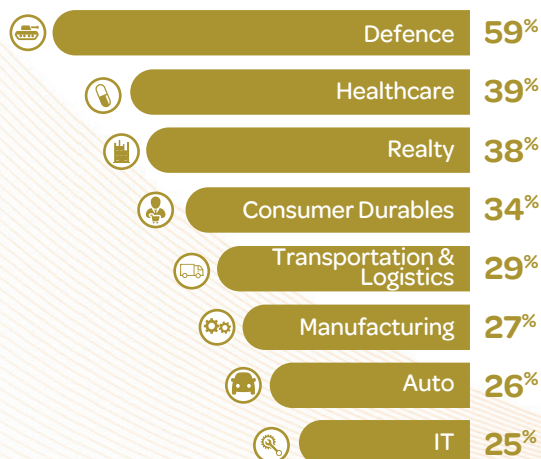 Defence 59%
Healthcare 39%
Realty 38%
Consumer Durables 34%
Transportation &
Logistics 29%
Manufacturing 27%
Auto 26%
IT 25%